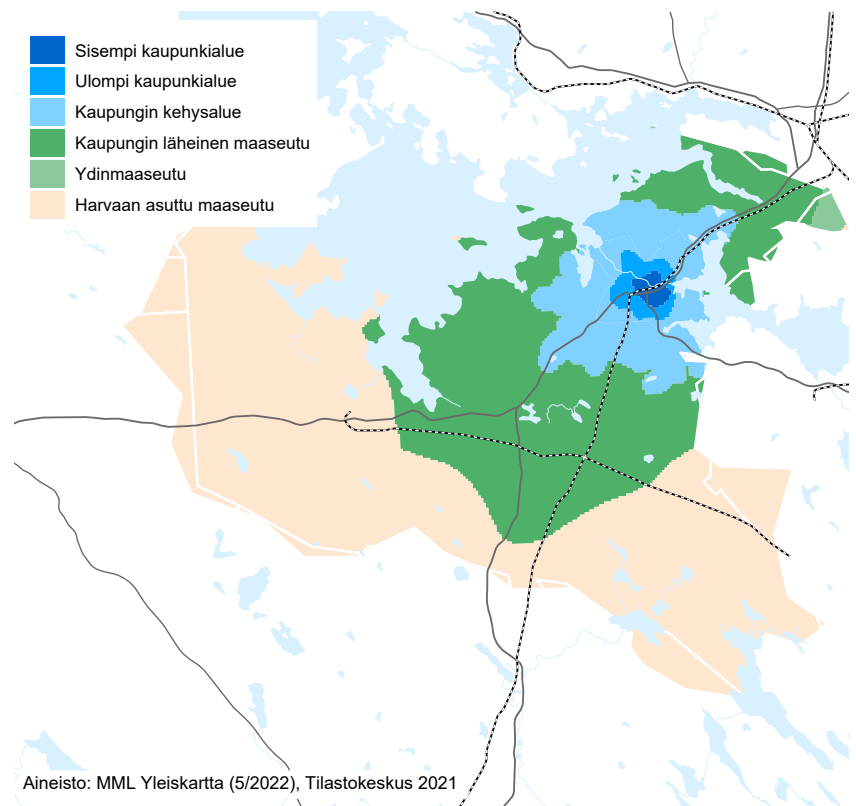 Sisempi kaupunkialue
Ulompi kaupunkialue
Kaupungin kehysalue
Kaupungin läheinen maaseutu
Ydinmaaseutu
Harvaan asuttu maaseutu
Aineisto: MML Yleiskartta (5/2022), Tilastokeskus 2021